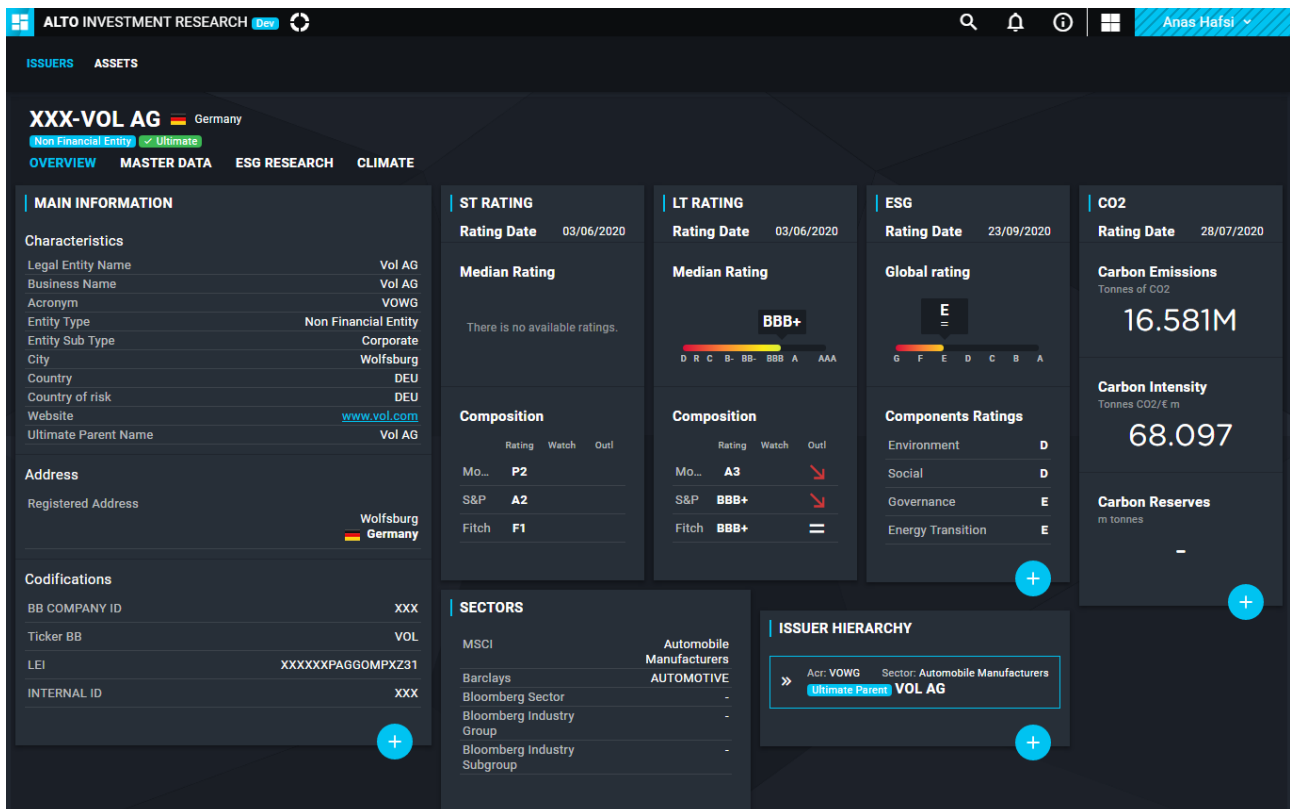 ALTO INVESTMENT RESEARCH Dev
Anas Hafsi
ISSUERS ASSETS
XXX-VOL AG Germany
Non Financial Entity ✓ Ultimate
OVERVIEW MASTER DATA ESG RESEARCH CLIMATE
MAIN INFORMATION
Characteristics
Legal Entity Name Vol AG
Business Name Vol AG
Acronym VOWG
Entity Type Non Financial Entity
Entity Sub Type Corporate
City Wolfsburg
Country DEU
Country of risk DEU
Website www.vol.com
Ultimate Parent Name Vol AG
Address
Registered Address
Wolfsburg
Germany
Codifications
BB COMPANY ID XXX
Ticker BB VOL
LEI XXXXXXPAGGOMPXZ31
INTERNAL ID XXX
+
ST RATING
Rating Date 03/06/2020
Median Rating
There is no available ratings.
Composition
Rating Watch Outl
Mo... P2
S&P A2
Fitch F1
LT RATING
Rating Date 03/06/2020
Median Rating
BBB+
D R C B- BB- BBB A AAA
Composition
Rating Watch Outl
Mo... A3
S&P BBB+
Fitch BBB+ =
ESG
Rating Date 23/09/2020
Global rating
E
=
G F E D C B A
Components Ratings
Environment D
Social D
Governance E
Energy Transition E
+
CO2
Rating Date 28/07/2020
Carbon Emissions
Tonnes of CO2
16.581M
Carbon Intensity
Tonnes CO2/€ m
68.097
Carbon Reserves
m tonnes
-
+
SECTORS
MSCI Automobile
Manufacturers
Barclays AUTOMOTIVE
Bloomberg Sector -
Bloomberg Industry -
Group
Bloomberg Industry -
Subgroup
ISSUER HIERARCHY
» Acr: VOWG Sector: Automobile Manufacturers
Ultimate Parent VOL AG
+